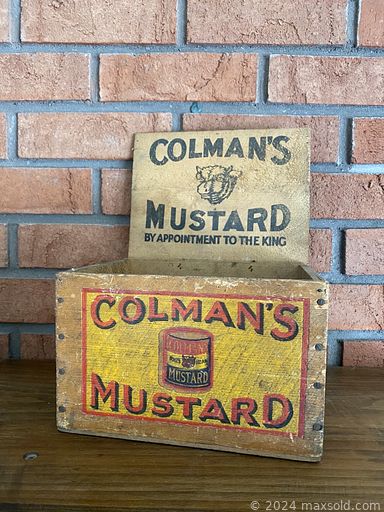 COLMAN'S
MUSTARD
BY APPOINTMENT TO THE KING
COLMAN'S
MUSTARD
MUSTARD
© 2024 maxsold.com